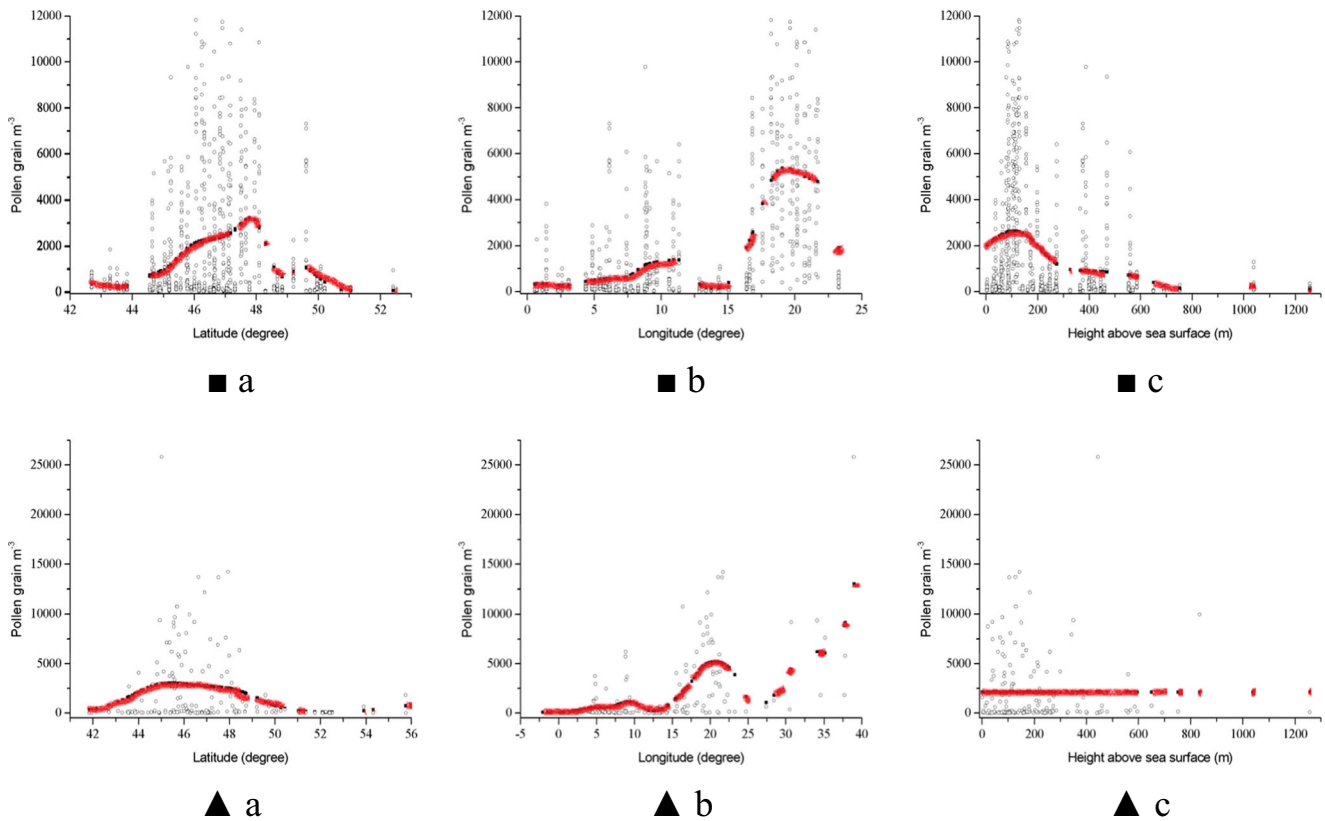 12000
10000
8000
6000
4000
2000
0
Pollen grain m⁻³
42 44 46 48 50 52
Latitude (degree)
■ a
12000
10000
8000
6000
4000
2000
0
Pollen grain m⁻³
0 5 10 15 20 25
Longitude (degree)
■ b
12000
10000
8000
6000
4000
2000
0
Pollen grain m⁻³
0 200 400 600 800 1000 1200
Height above sea surface (m)
■ c
25000
20000
15000
10000
5000
0
Pollen grain m⁻³
42 44 46 48 50 52 54 56
Latitude (degree)
▲ a
25000
20000
15000
10000
5000
0
Pollen grain m⁻³
-5 0 5 10 15 20 25 30 35 40
Longitude (degree)
▲ b
25000
20000
15000
10000
5000
0
Pollen grain m⁻³
0 200 400 600 800 1000 1200
Height above sea surface (m)
▲ c